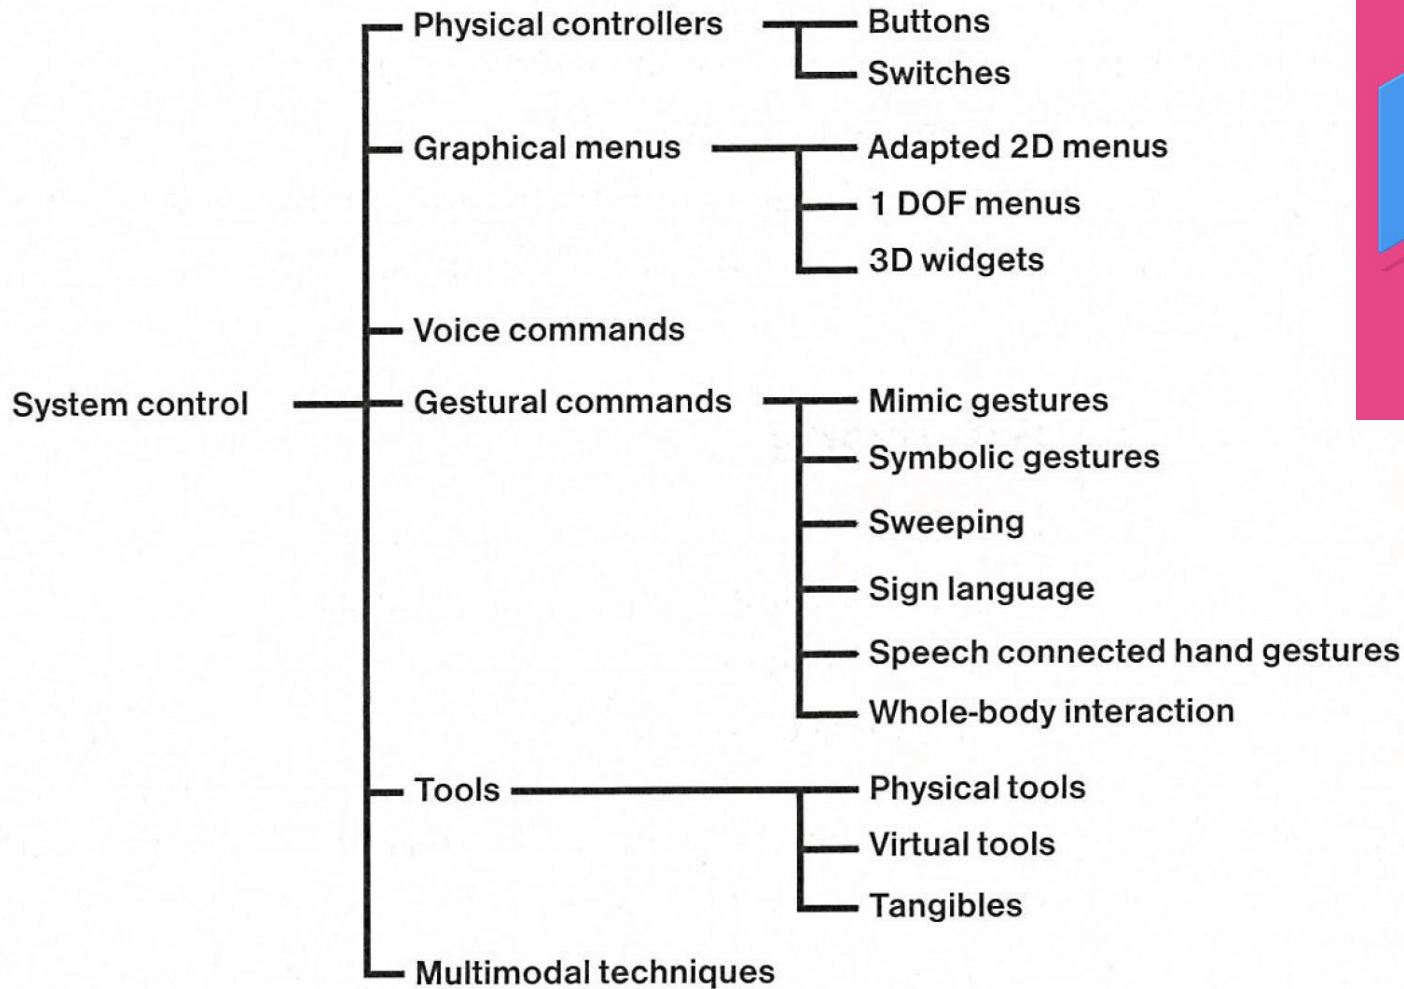 System control
Physical controllers
Buttons
Switches
Graphical menus
Adapted 2D menus
1 DOF menus
3D widgets
Voice commands
Gestural commands
Mimic gestures
Symbolic gestures
Sweeping
Sign language
Speech connected hand gestures
Whole-body interaction
Tools
Physical tools
Virtual tools
Tangibles
Multimodal techniques